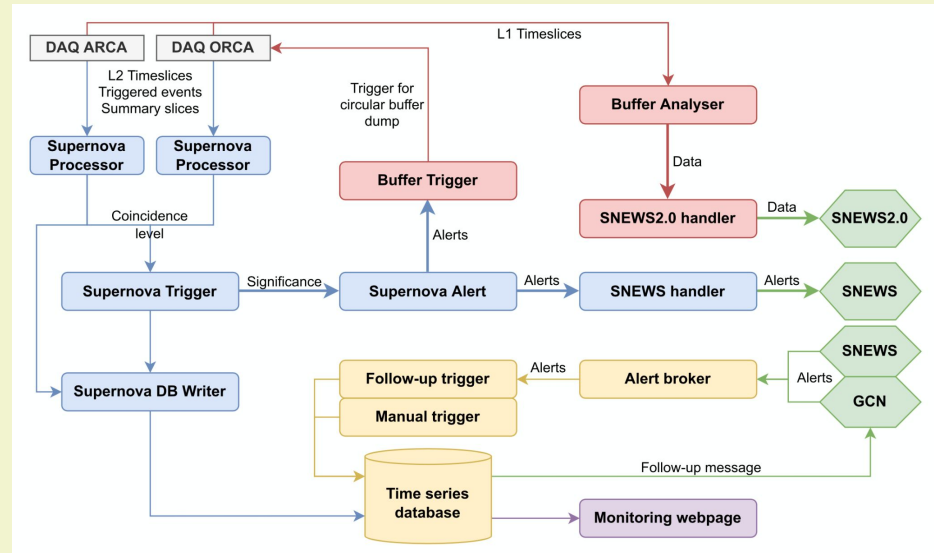 L1 Timeslices
DAQ ARCA
DAQ ORCA
L2 Timeslices
Triggered events
Summary slices
Trigger for
circular buffer
dump
Buffer Analyser
Supernova
Processor
Supernova
Processor
Data
Buffer Trigger
Coincidence
level
SNEWS2.0 handler
Data
SNEWS2.0
Alerts
Supernova Trigger
Significance
Supernova Alert
Alerts
SNEWS handler
Alerts
SNEWS
SNEWS
Supernova DB Writer
Follow-up trigger
Alerts
Alert broker
Alerts
GCN
Manual trigger
Follow-up message
Time series
database
Monitoring webpage